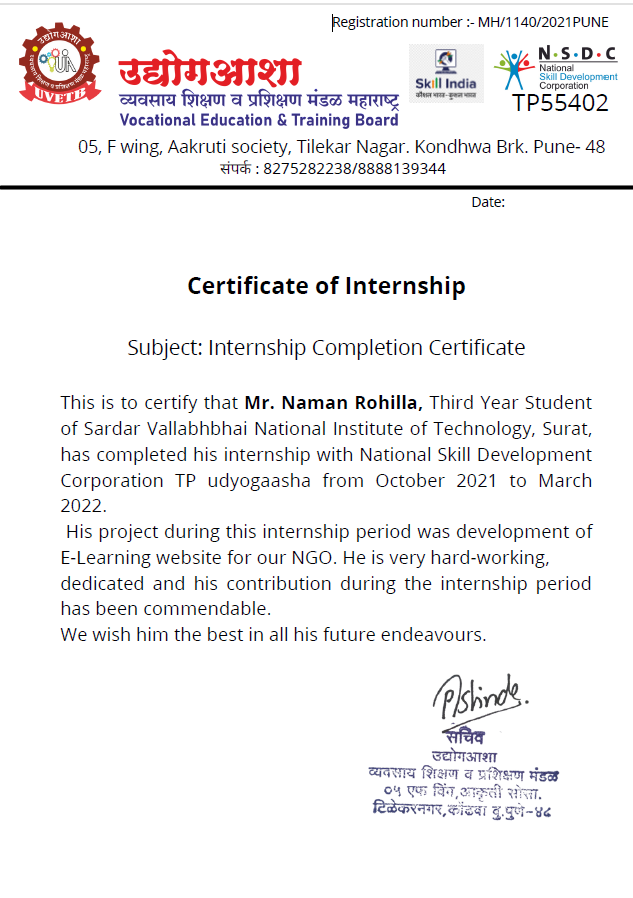 Registration number :- MH/1140/2021PUNE
UVETB
उद्योगआशा
व्यवसाय शिक्षण व प्रशिक्षण मंडळ महाराष्ट्र
Vocational Education & Training Board
Skill India
कौशल भारत - कुशल भारत
N·S·D·C
National
Skill Development
Corporation
TP55402
05, F wing, Aakruti society, Tilekar Nagar. Kondhwa Brk. Pune- 48
संपर्क : 8275282238/8888139344
Date:
Certificate of Internship
Subject: Internship Completion Certificate
This is to certify that Mr. Naman Rohilla, Third Year Student
of Sardar Vallabhbhai National Institute of Technology, Surat,
has completed his internship with National Skill Development
Corporation TP udyogaasha from October 2021 to March
2022.
His project during this internship period was development of
E-Learning website for our NGO. He is very hard-working,
dedicated and his contribution during the internship period
has been commendable.
We wish him the best in all his future endeavours.
PJShinde.
सचिव
उद्योगआशा
व्यवसाय शिक्षण व प्रशिक्षण मंडळ
०५ एफ विंग,आकृती सोसा.
टिळेकरनगर,कोंढवा बु.पुणे-४८